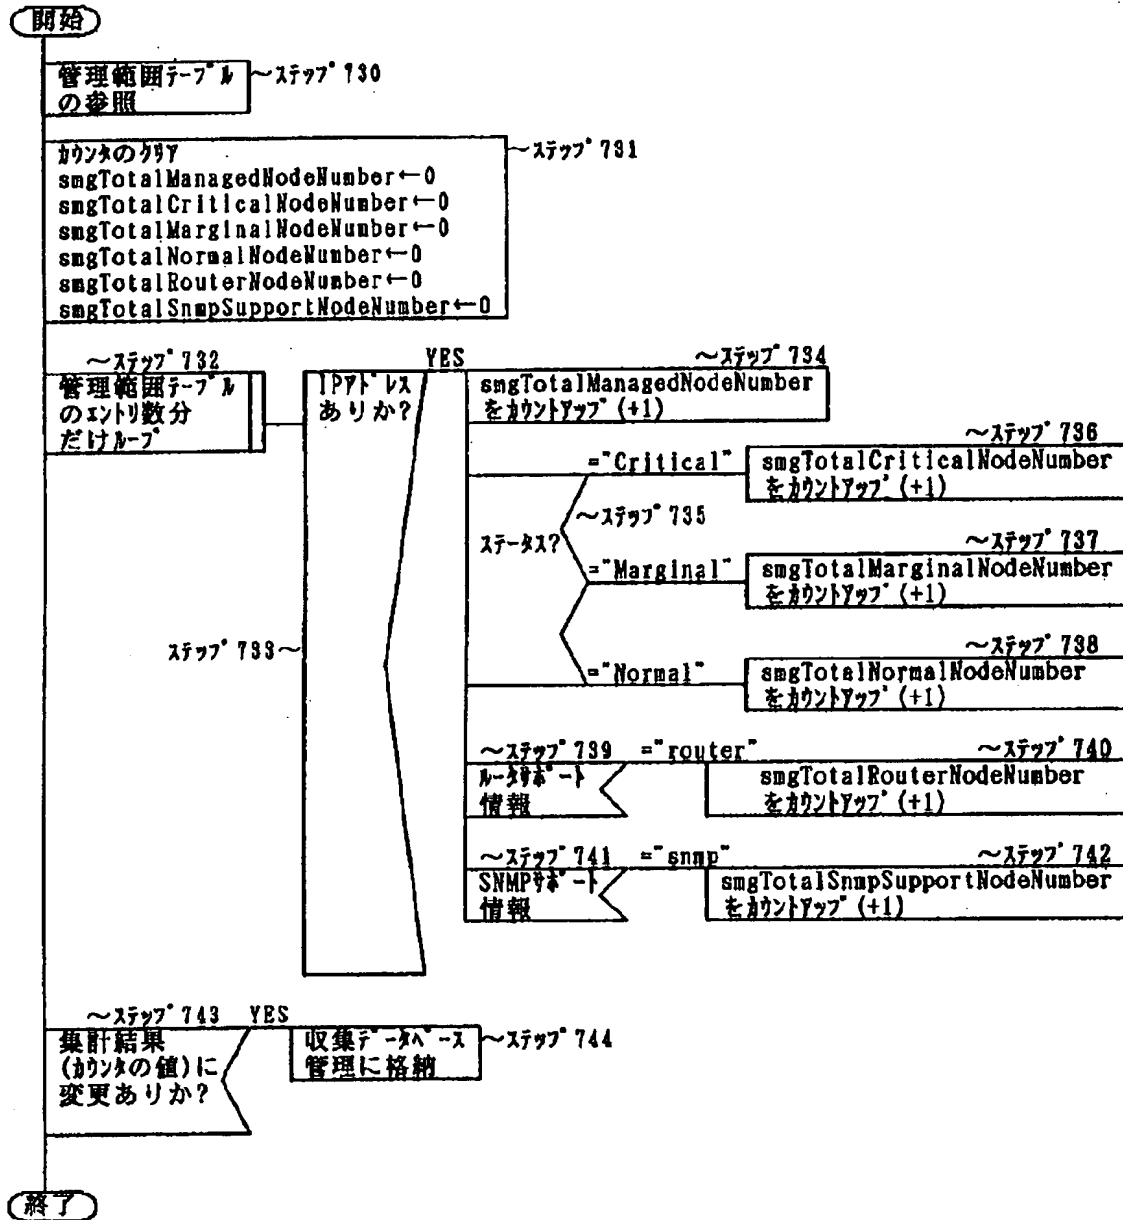 開始
管理範囲テーブル
の参照
~ステップ730
カウンタのクリア
smgTotalManagedNodeNumber←0
smgTotalCriticalNodeNumber←0
smgTotalMarginalNodeNumber←0
smgTotalNormalNodeNumber←0
smgTotalRouterNodeNumber←0
smgTotalSnmpSupportNodeNumber←0
~ステップ731
~ステップ732
管理範囲テーブル
のエントリ数分
だけループ
IPアドレス
ありか?
YES
ステップ733~
~ステップ734
smgTotalManagedNodeNumber
をカウントアップ(+1)
ステータス?
~ステップ735
="Critical"
~ステップ736
smgTotalCriticalNodeNumber
をカウントアップ(+1)
="Marginal"
~ステップ737
smgTotalMarginalNodeNumber
をカウントアップ(+1)
="Normal"
~ステップ738
smgTotalNormalNodeNumber
をカウントアップ(+1)
~ステップ739
ルータサポート
情報
="router"
~ステップ740
smgTotalRouterNodeNumber
をカウントアップ(+1)
~ステップ741
SNMPサポート
情報
="snmp"
~ステップ742
smgTotalSnmpSupportNodeNumber
をカウントアップ(+1)
~ステップ743
集計結果
(カウンタの値)に
変更ありか?
YES
収集データベース
管理に格納
~ステップ744
終了